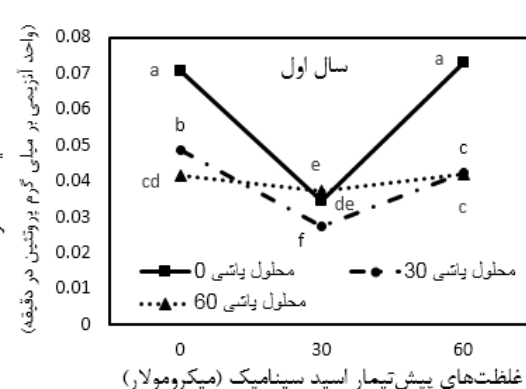 (واحد آنزیمی بر میلی گرم پروتئین در دقیقه)
0.08
0.07
0.06
0.05
0.04
0.03
0.02
0.01
0
سال اول
a
a
b
c
cd
e
de
c
f
محلول پاشی 0
محلول پاشی 30
محلول پاشی 60
0 30 60
غلظت‌های پیش‌تیمار اسید سینامیک (میکرومولار)